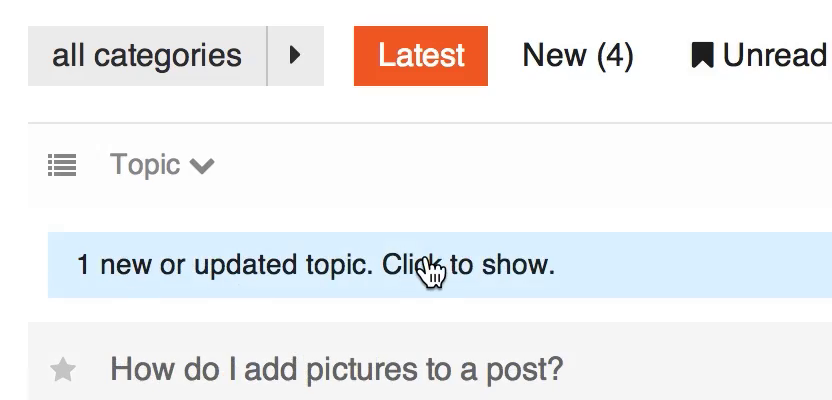 all categories Latest New (4) Unread
Topic
1 new or updated topic. Click to show.
How do I add pictures to a post?